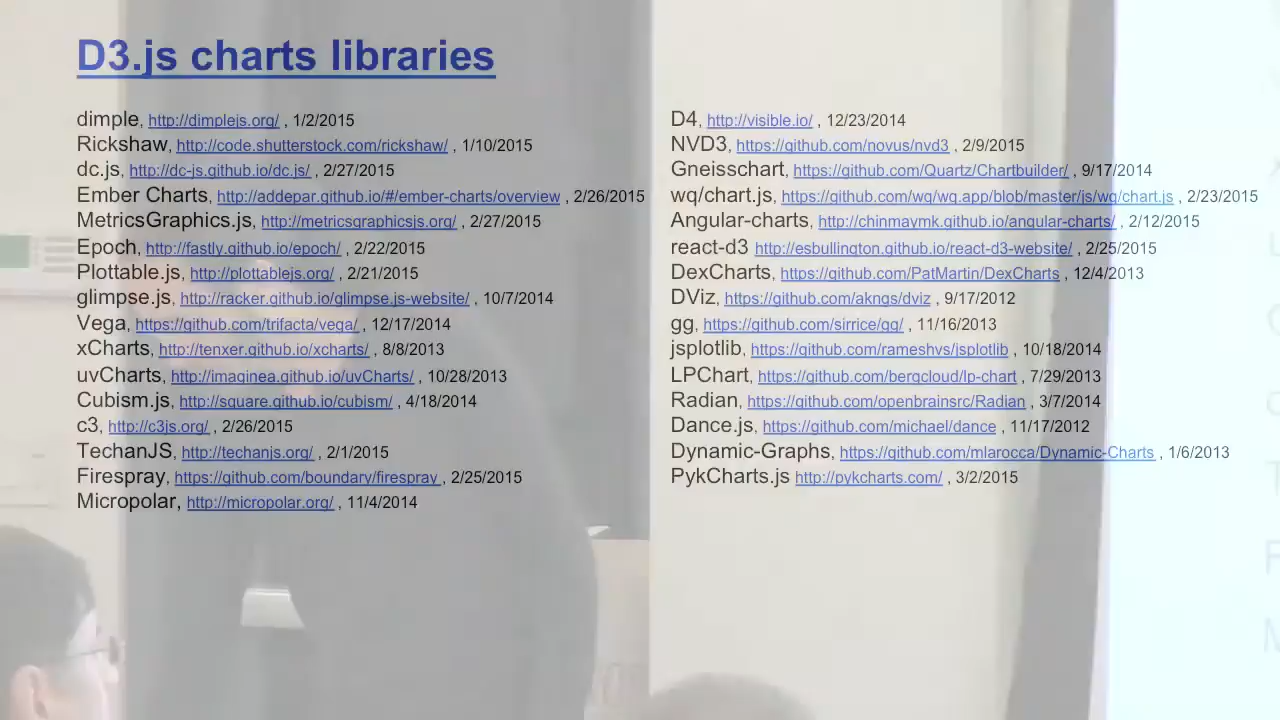 D3.js charts libraries
dimple, http://dimplejs.org/ , 1/2/2015
Rickshaw, http://code.shutterstock.com/rickshaw/ , 1/10/2015
dc.js, http://dc-js.github.io/dc.js/ , 2/27/2015
Ember Charts, http://addepar.github.io/#/ember-charts/overview , 2/26/2015
MetricsGraphics.js, http://metricsgraphicsjs.org/ , 2/27/2015
Epoch, http://fastly.github.io/epoch/ , 2/22/2015
Plottable.js, http://plottablejs.org/ , 2/21/2015
glimpse.js, http://racker.github.io/glimpse.js-website/ , 10/7/2014
Vega, https://github.com/trifacta/vega/ , 12/17/2014
xCharts, http://tenxer.github.io/xcharts/ , 8/8/2013
uvCharts, http://imaginea.github.io/uvCharts/ , 10/28/2013
Cubism.js, http://square.github.io/cubism/ , 4/18/2014
c3, http://c3js.org/ , 2/26/2015
TechanJS, http://techanjs.org/ , 2/1/2015
Firespray, https://github.com/boundary/firespray , 2/25/2015
Micropolar, http://micropolar.org/ , 11/4/2014
D4, http://visible.io/ , 12/23/2014
NVD3, https://github.com/novus/nvd3 , 2/9/2015
Gneisschart, https://github.com/Quartz/Chartbuilder/ , 9/17/2014
wq/chart.js, https://github.com/wq/wq.app/blob/master/js/wq/chart.js , 2/23/2015
Angular-charts, http://chinmaymk.github.io/angular-charts/ , 2/12/2015
react-d3 http://esbullington.github.io/react-d3-website/ , 2/25/2015
DexCharts, https://github.com/PatMartin/DexCharts , 12/4/2013
DViz, https://github.com/akngs/dviz , 9/17/2012
gg, https://github.com/sirrice/gg/ , 11/16/2013
jsplotlib, https://github.com/rameshvs/jsplotlib , 10/18/2014
LPChart, https://github.com/bergcloud/lp-chart , 7/29/2013
Radian, https://github.com/openbrainsrc/Radian , 3/7/2014
Dance.js, https://github.com/michael/dance , 11/17/2012
Dynamic-Graphs, https://github.com/mlarocca/Dynamic-Charts , 1/6/2013
PykCharts.js http://pykcharts.com/ , 3/2/2015